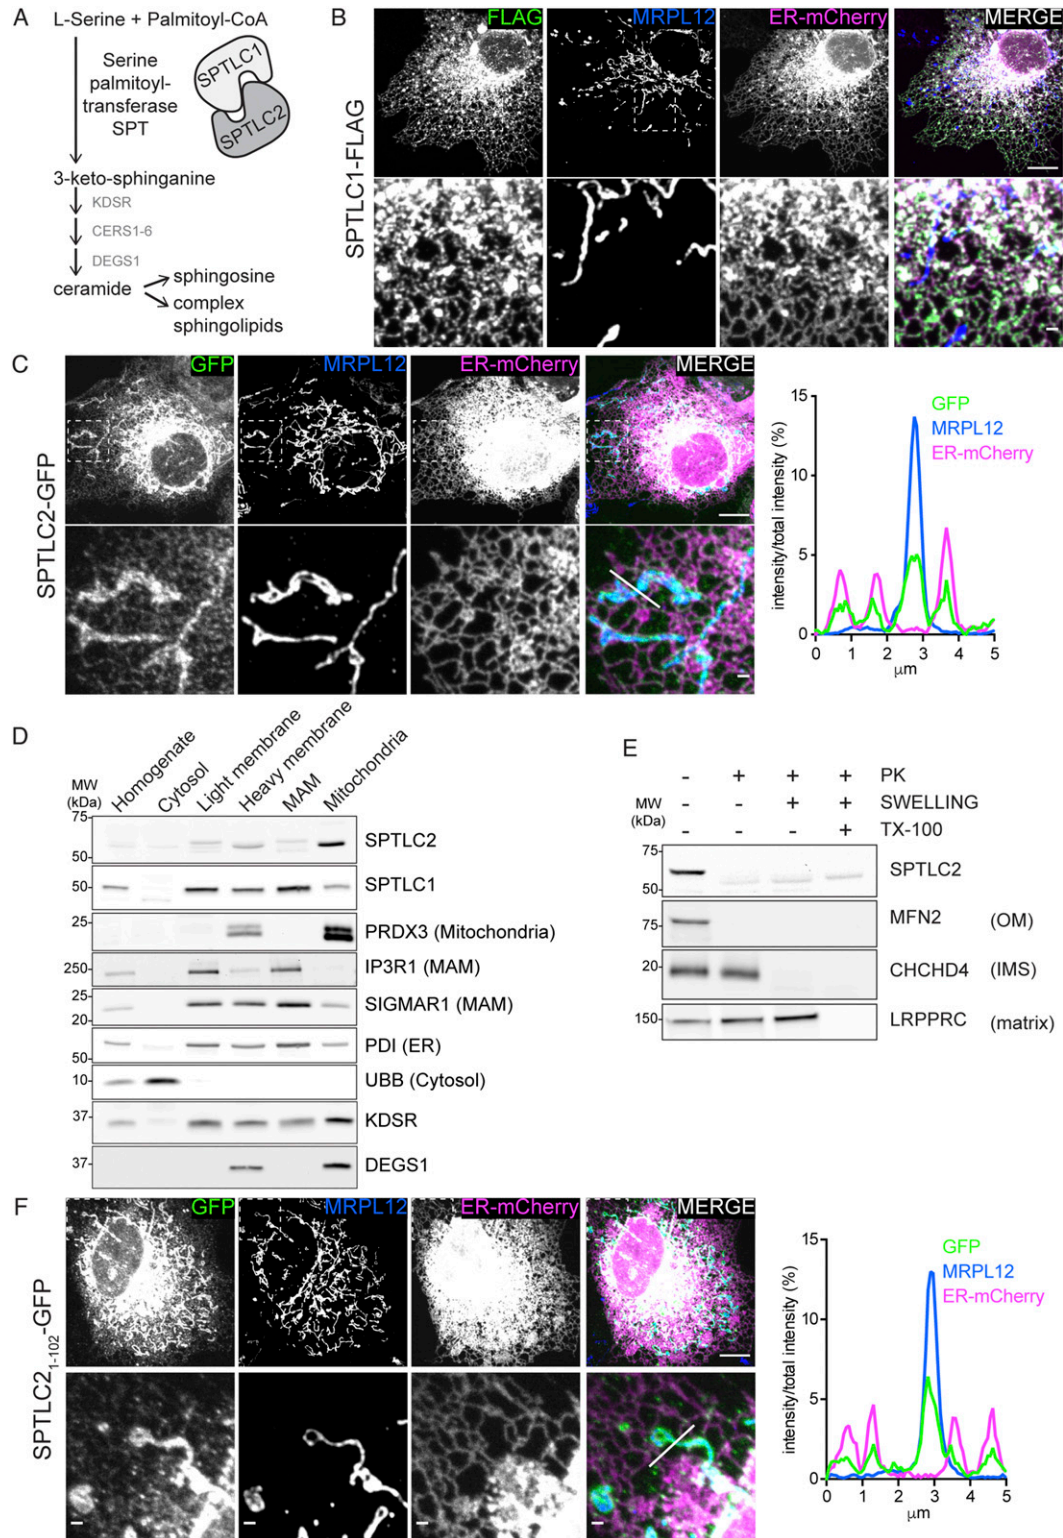 A
L-Serine + Palmitoyl-CoA
Serine
palmitoyl-
transferase
SPT
SPTLC1
SPTLC2
3-keto-sphinganine
KDSR
CERS1-6
DEGS1
ceramide
sphingosine
complex
sphingolipids
B
FLAG
MRPL12
ER-mCherry
MERGE
SPTLC1-FLAG
C
GFP
MRPL12
ER-mCherry
MERGE
SPTLC2-GFP
intensity/total intensity (%)
15
10
5
0
GFP
MRPL12
ER-mCherry
0 1 2 3 4 5
μm
D
MW
(kDa)
Homogenate
Cytosol
Light membrane
Heavy membrane
MAM
Mitochondria
75-
50-
SPTLC2
50-
SPTLC1
25-
PRDX3 (Mitochondria)
250-
IP3R1 (MAM)
25-
20-
SIGMAR1 (MAM)
50-
PDI (ER)
10-
UBB (Cytosol)
37-
KDSR
37-
DEGS1
E
- + + + PK
- - + + SWELLING
- - - + TX-100
MW
(kDa)
75-
50-
SPTLC2
75-
MFN2 (OM)
20-
CHCHD4 (IMS)
150-
LRPPRC (matrix)
F
GFP
MRPL12
ER-mCherry
MERGE
SPTLC2₁₋₁₀₂-GFP
intensity/total intensity (%)
15
10
5
0
GFP
MRPL12
ER-mCherry
0 1 2 3 4 5
μm